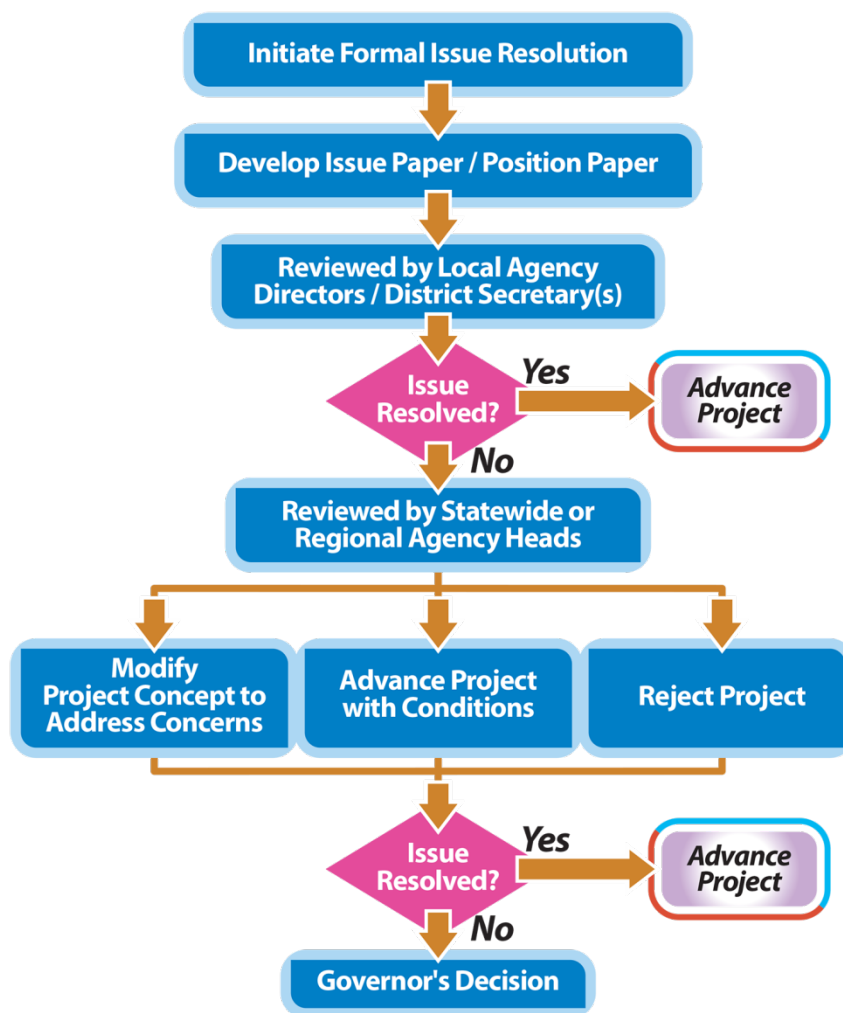 Initiate Formal Issue Resolution
Develop Issue Paper / Position Paper
Reviewed by Local Agency
Directors / District Secretary(s)
Issue
Resolved?
Yes
Advance
Project
No
Reviewed by Statewide or
Regional Agency Heads
Modify
Project Concept to
Address Concerns
Advance Project
with Conditions
Reject Project
Issue
Resolved?
Yes
Advance
Project
No
Governor's Decision